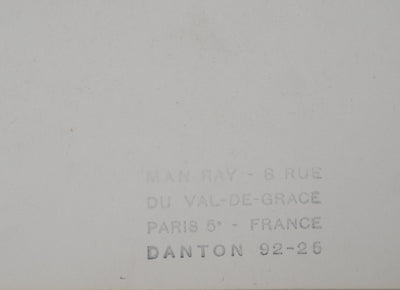 MAN RAY - 8 RUE
DU VAL-DE-GRACE
PARIS 5e - FRANCE
DANTON 92-25